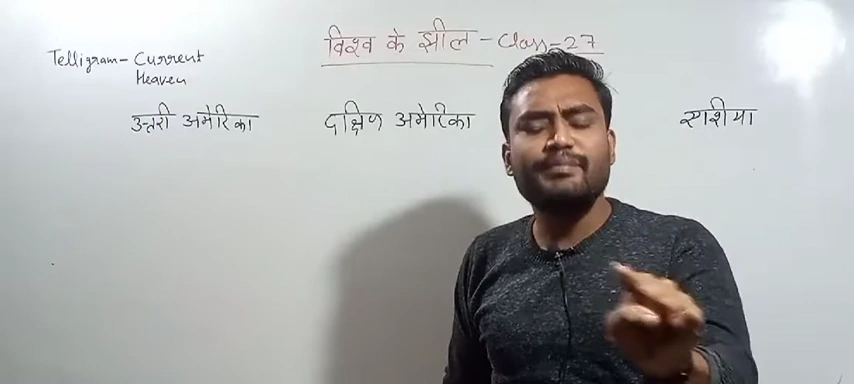 विश्व के झील - Class - 27
Telligram - Current
Heaven
उत्तरी अमेरिका
दक्षिण अमेरिका
एशिया